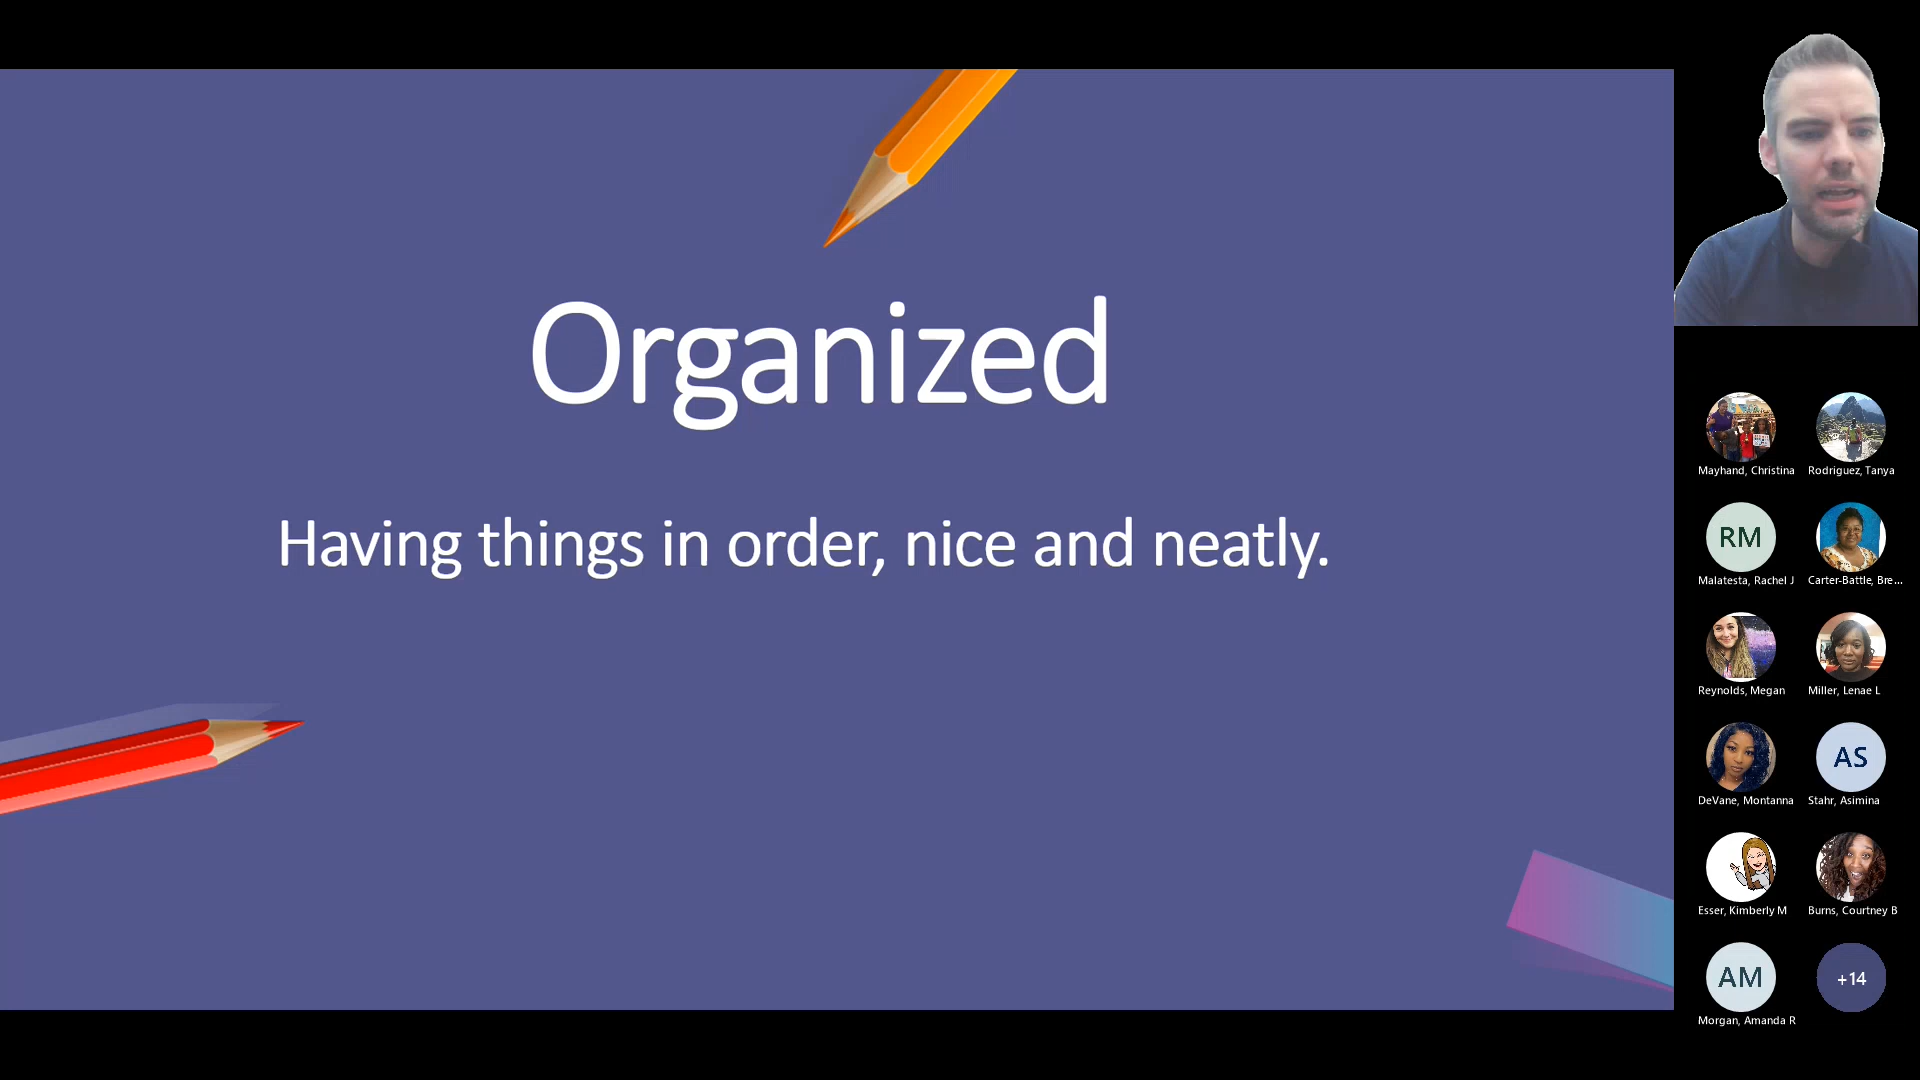 Organized
Having things in order, nice and neatly.
Mayhand, Christina
Rodriguez, Tanya
RM
Malatesta, Rachel J
Carter-Battle, Bre...
Reynolds, Megan
Miller, Lenae L
DeVane, Montanna
AS
Stahr, Asimina
Esser, Kimberly M
Burns, Courtney B
AM
Morgan, Amanda R
+14